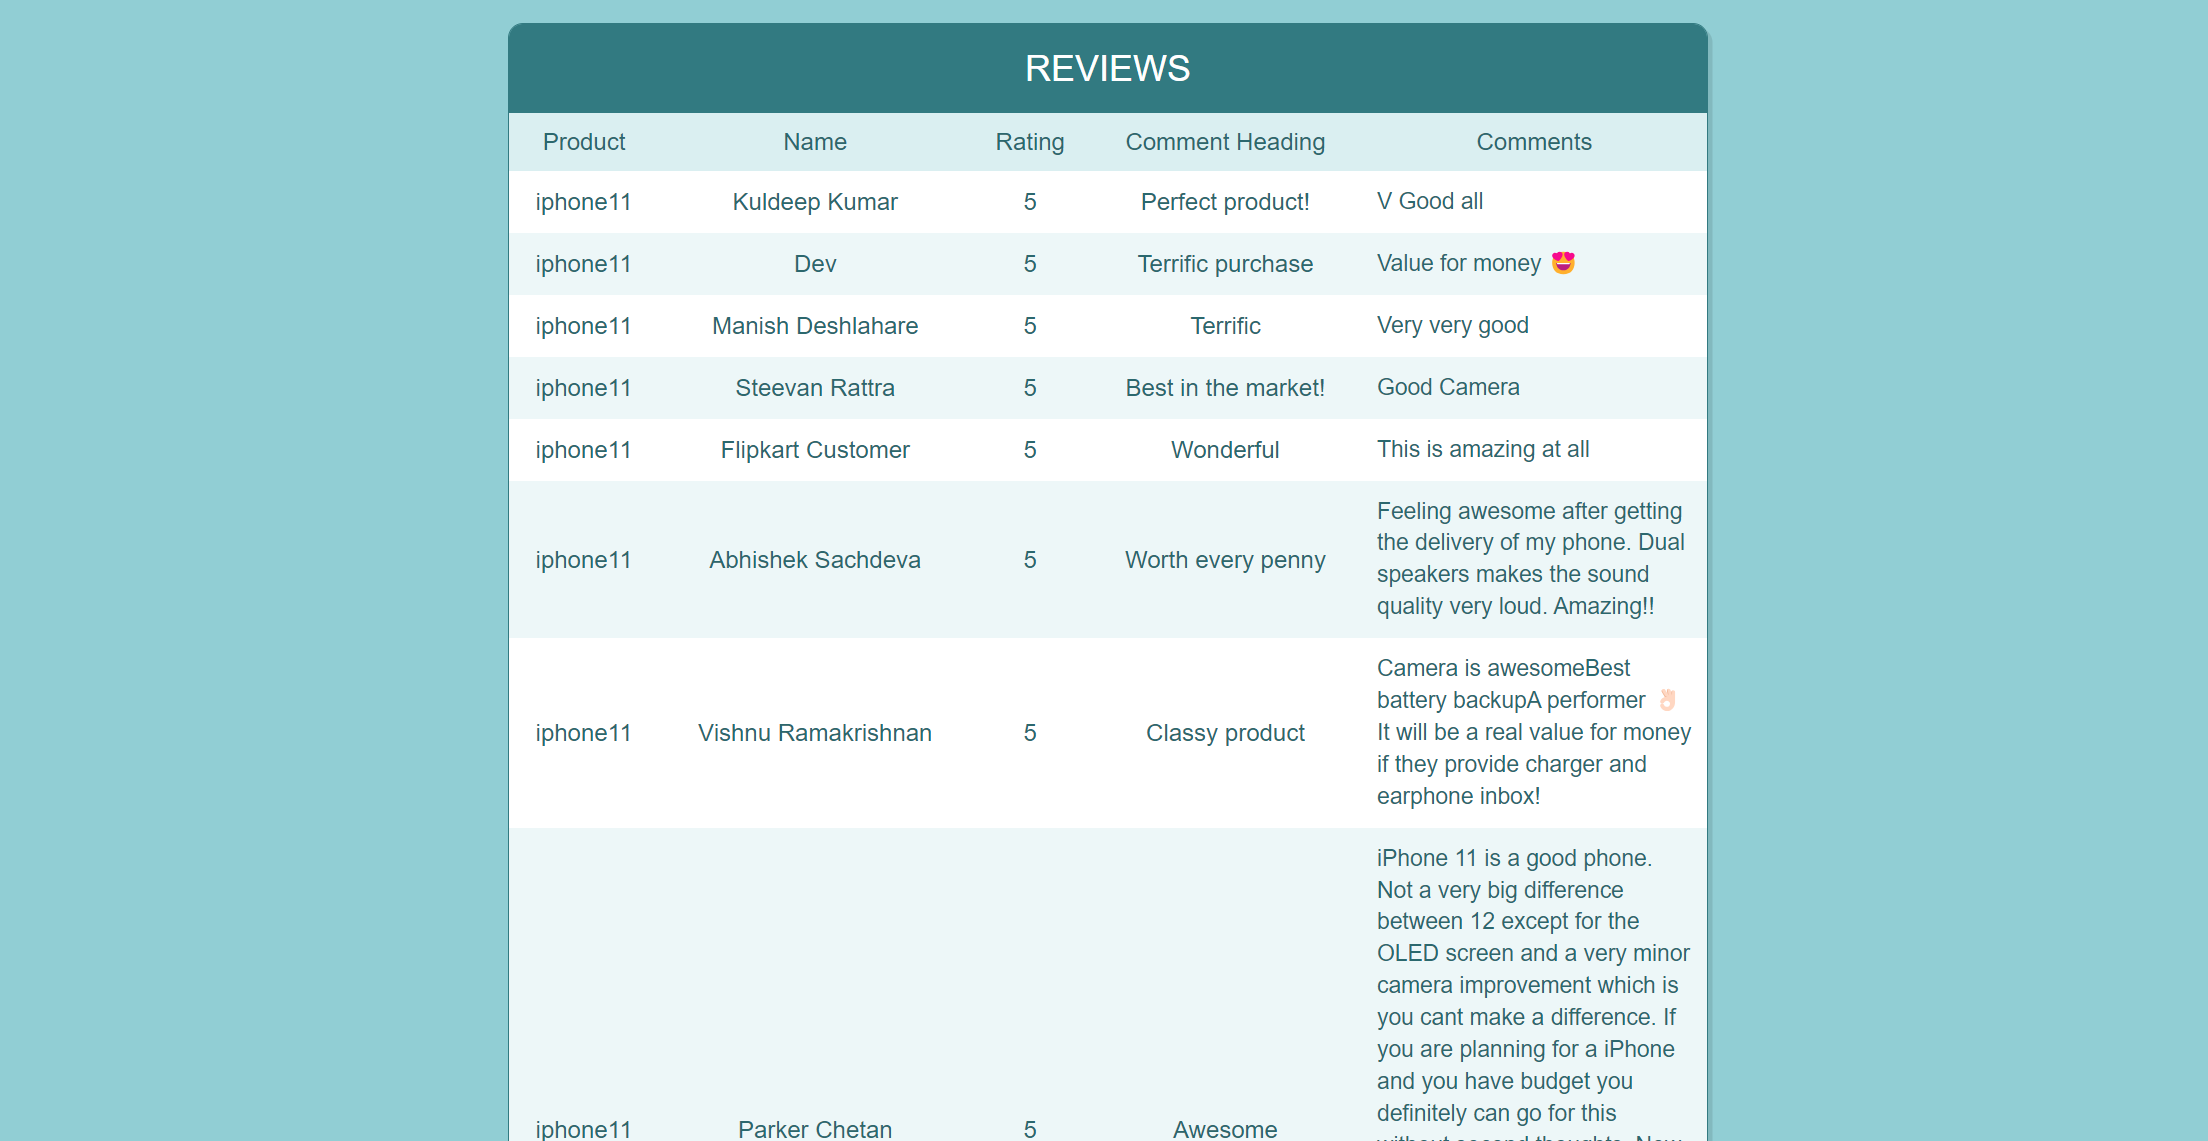 REVIEWS
Product Name Rating Comment Heading Comments
iphone11 Kuldeep Kumar 5 Perfect product! V Good all
iphone11 Dev 5 Terrific purchase Value for money 😍
iphone11 Manish Deshlahare 5 Terrific Very very good
iphone11 Steevan Rattra 5 Best in the market! Good Camera
iphone11 Flipkart Customer 5 Wonderful This is amazing at all
iphone11 Abhishek Sachdeva 5 Worth every penny
Feeling awesome after getting
the delivery of my phone. Dual
speakers makes the sound
quality very loud. Amazing!!
iphone11 Vishnu Ramakrishnan 5 Classy product
Camera is awesomeBest
battery backupA performer 👌🏻
It will be a real value for money
if they provide charger and
earphone inbox!
iphone11 Parker Chetan 5 Awesome
iPhone 11 is a good phone.
Not a very big difference
between 12 except for the
OLED screen and a very minor
camera improvement which is
you cant make a difference. If
you are planning for a iPhone
and you have budget you
definitely can go for this
without second thoughts. Now